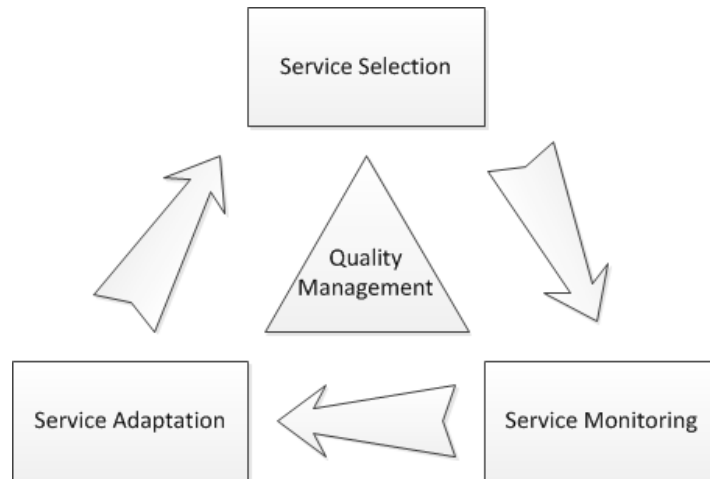 Service Selection
Quality
Management
Service Adaptation
Service Monitoring